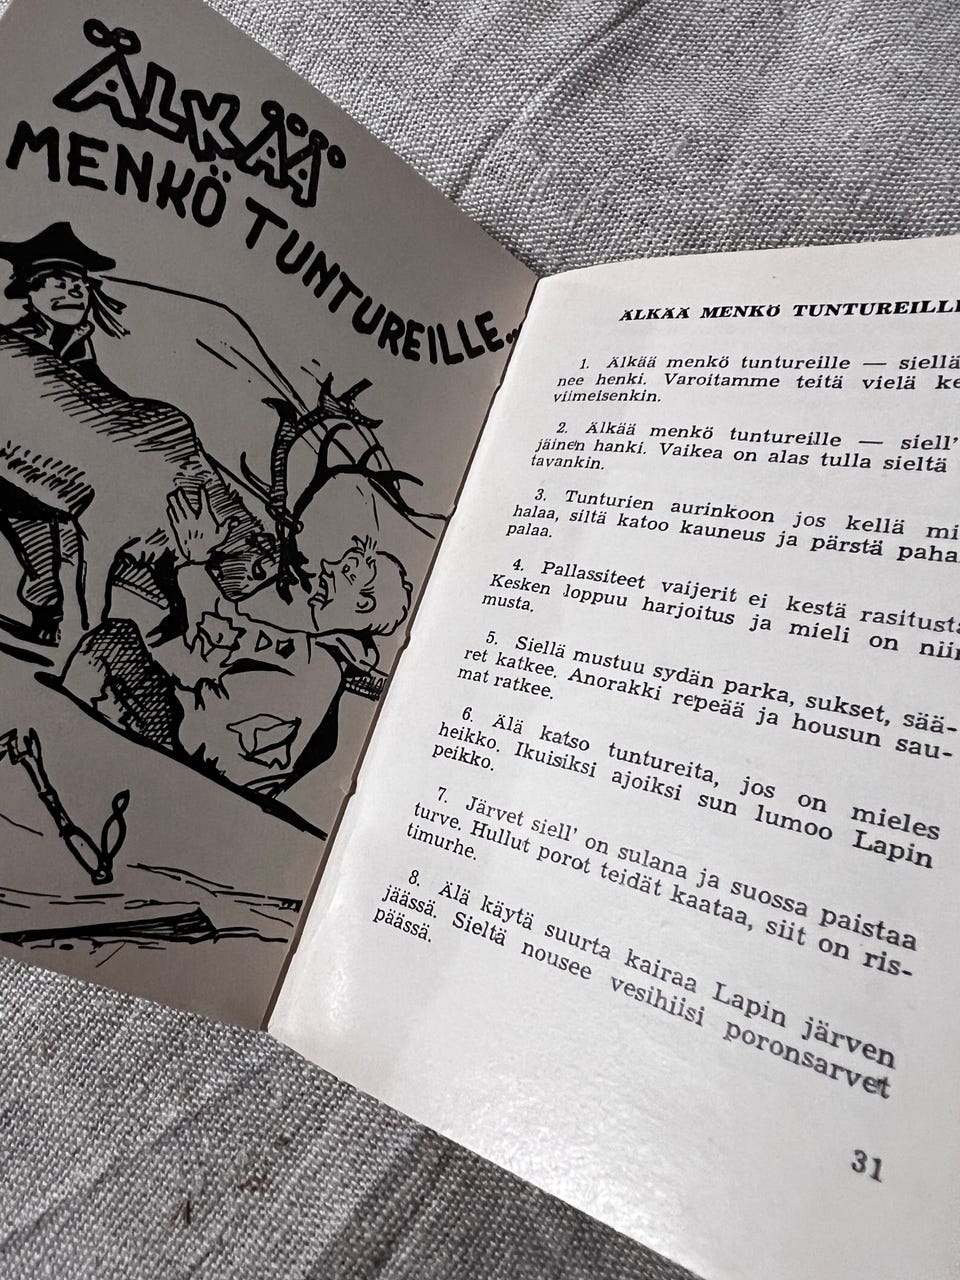 ÄLKÄÄ
MENKÖ TUNTUREILLE...
ÄLKÄÄ MENKÖ TUNTUREILLE
1. Älkää menkö tuntureille — siellä
nee henki. Varoitamme teitä vielä
viimeisenkin.
2. Älkää menkö tuntureille — siell'
jäinen hanki. Vaikea on alas tulla sieltä
tavankin.
3. Tunturien aurinkoon jos kellä
halaa, siltä katoo kauneus ja pärstä
palaa.
4. Pallassiteet vaijerit ei kestä rasitusta
Kesken loppuu harjoitus ja mieli on niin
musta.
5. Siellä mustuu sydän parka, sukset, sää-
ret katkee. Anorakki repeää ja housun sau-
mat ratkee.
6. Älä katso tuntureita, jos on mieles
heikko. Ikuisiksi ajoiksi sun lumoo Lapin
peikko.
7. Järvet siell' on sulana ja suossa paistaa
turve. Hullut porot teidät kaataa, siit on ris-
timurhe.
8. Älä käytä suurta kairaa Lapin järven
jäässä. Sieltä nousee vesihiisi poronsarvet
päässä.
31